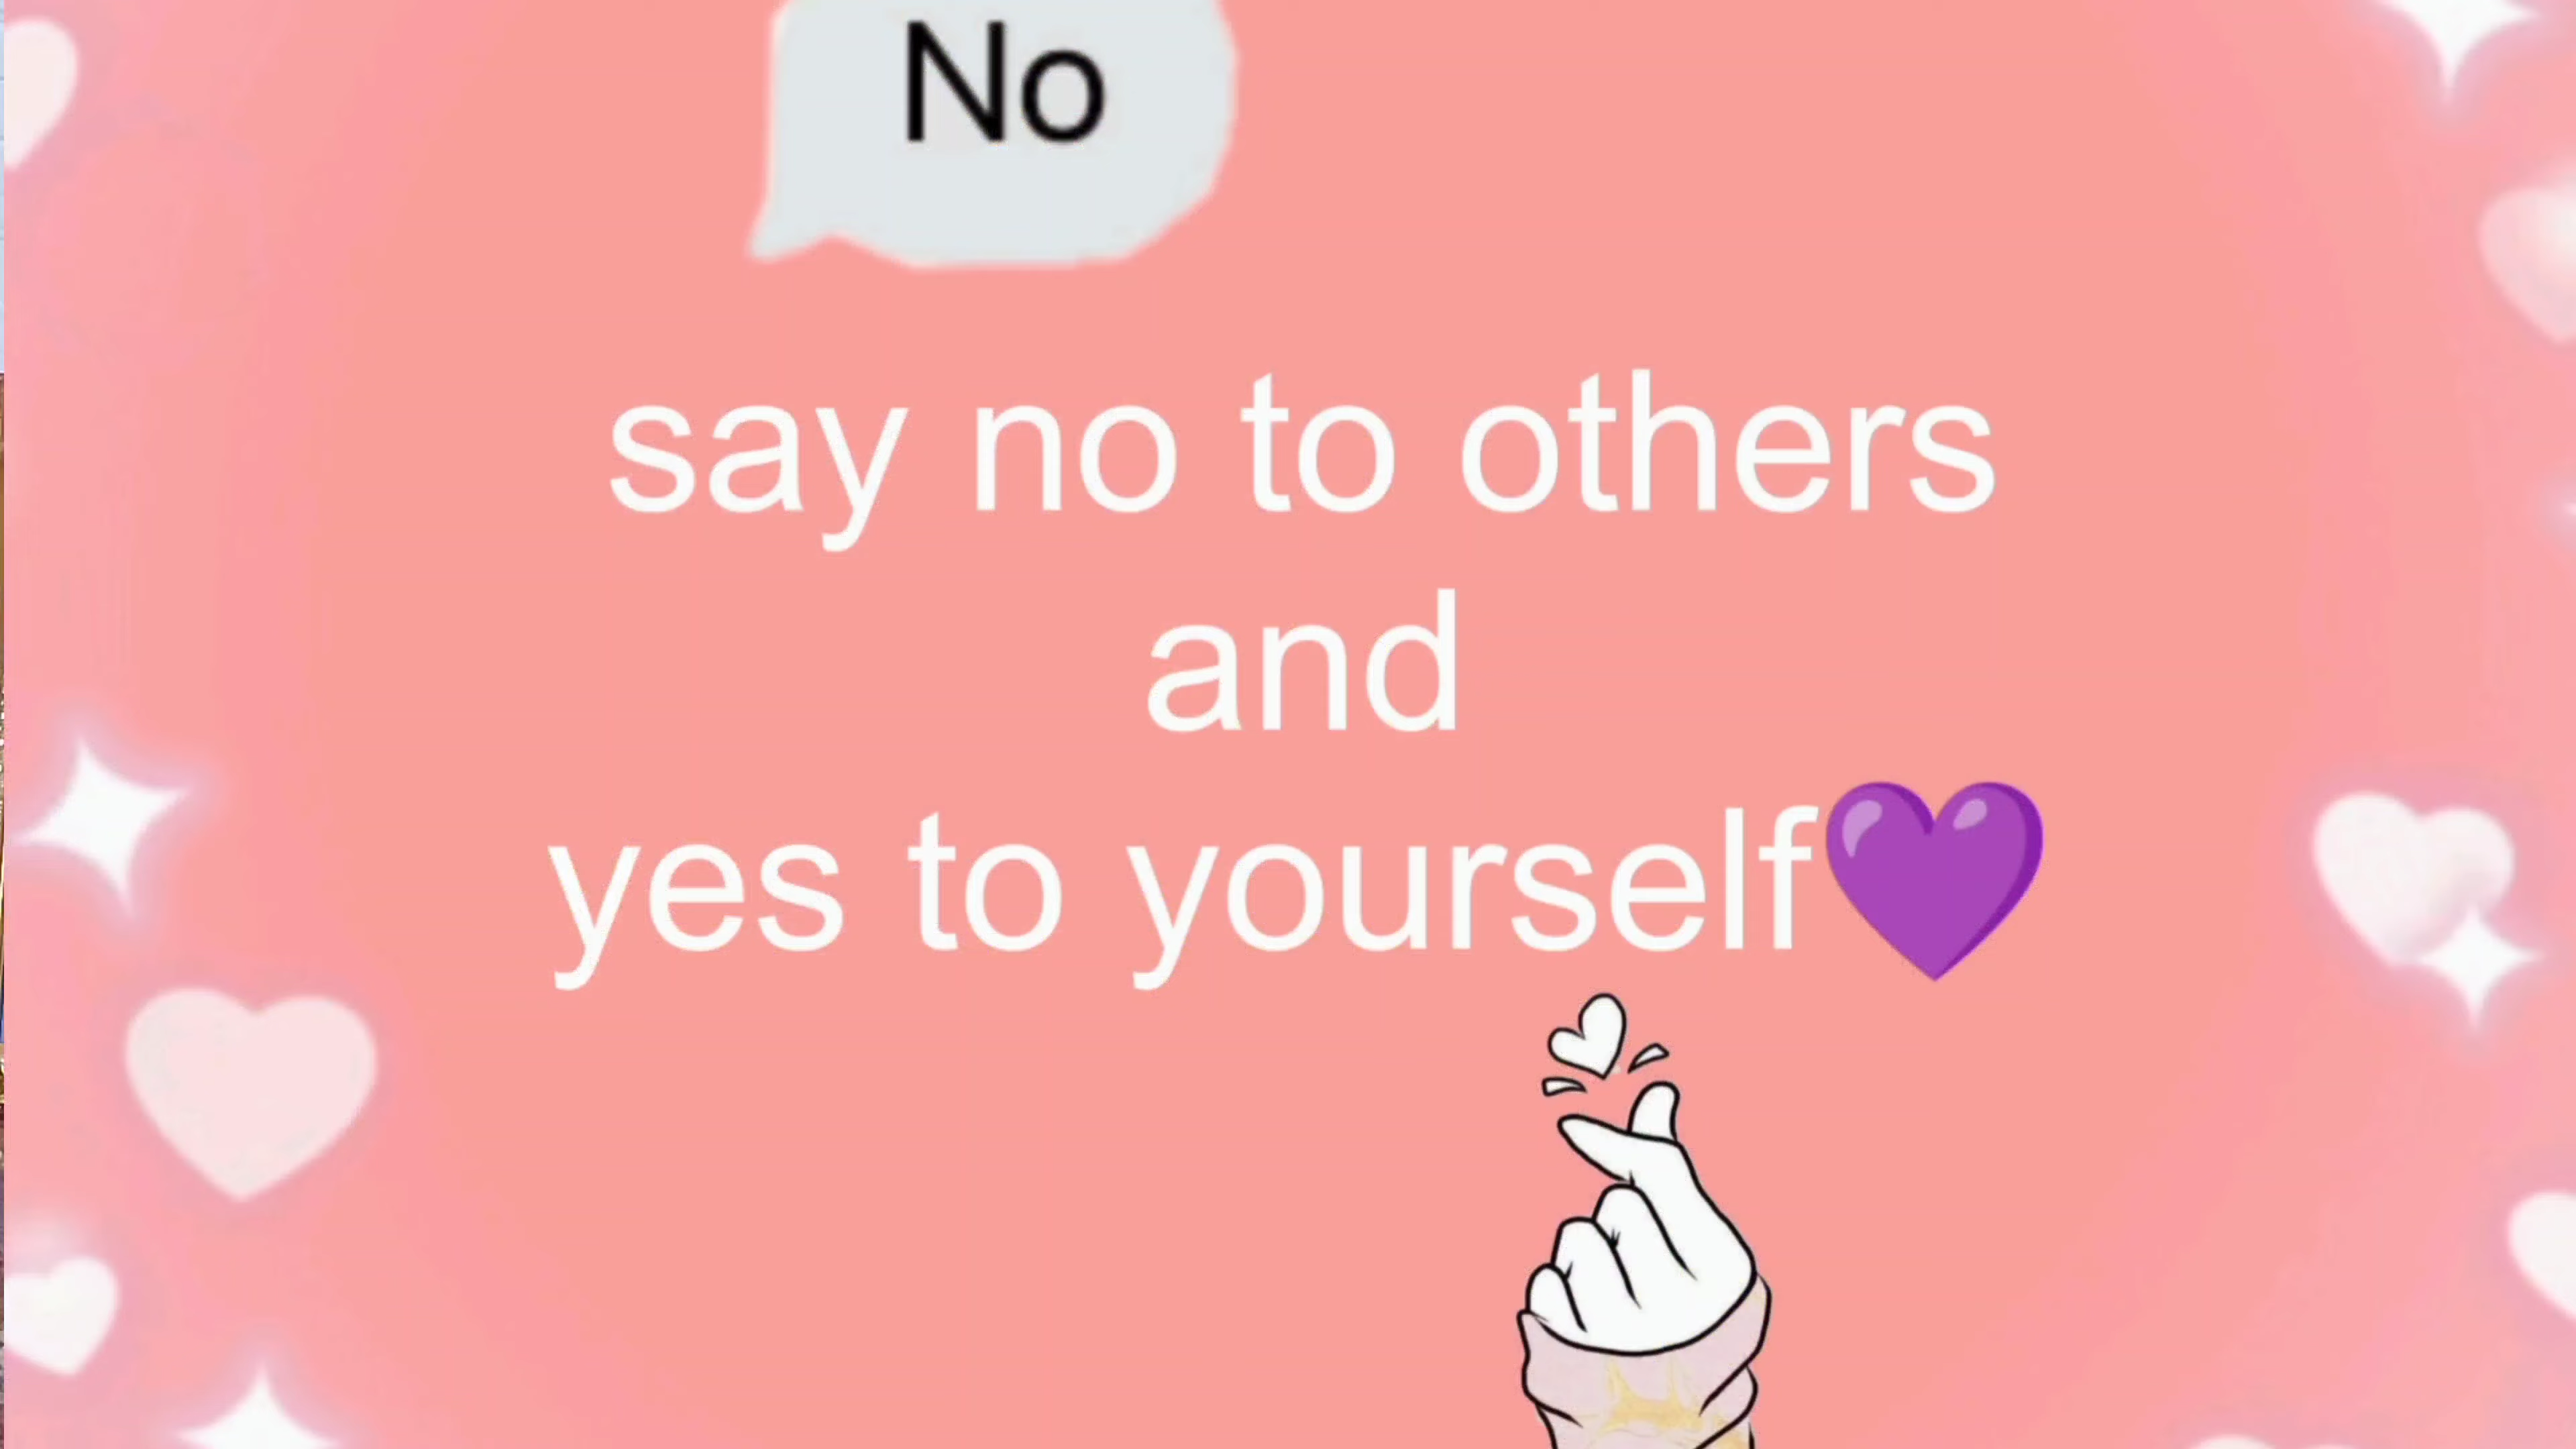 No
say no to others
and
yes to yourself💜